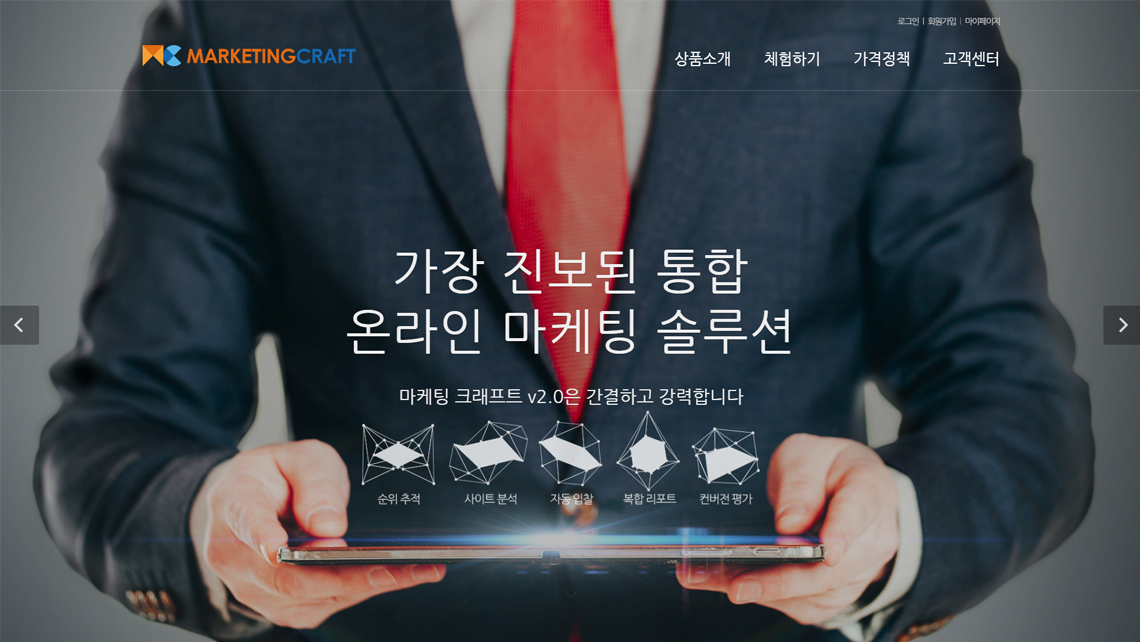 로그인 | 회원가입 | 마이페이지
MARKETINGCRAFT
상품소개 체험하기 가격정책 고객센터
가장 진보된 통합
온라인 마케팅 솔루션
마케팅 크래프트 v2.0은 간결하고 강력합니다
순위 추적 사이트 분석 자동 입찰 복합 리포트 컨버전 평가